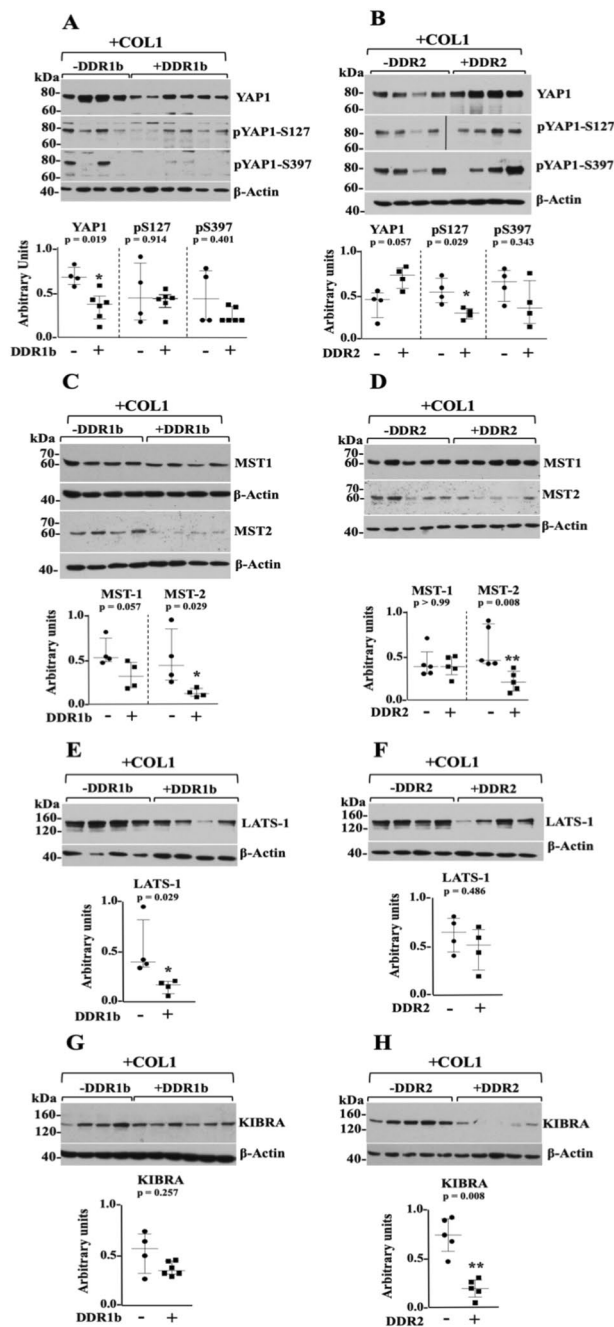 A
+COL1
-DDR1b +DDR1b
kDa
80-
60-
80-
60-
80-
40-
YAP1
pYAP1-S127
pYAP1-S397
β-Actin
YAP1 pS127 pS397
p = 0.019 p = 0.914 p = 0.401
Arbitrary Units
1.0
0.5
0.0
*
DDR1b - + - + - +
B
+COL1
-DDR2 +DDR2
kDa
80-
60-
80-
60-
80-
60-
40-
YAP1
pYAP1-S127
pYAP1-S397
β-Actin
YAP1 pS127 pS397
p = 0.057 p = 0.029 p = 0.343
Arbitrary Units
1.0
0.5
0.0
*
DDR2 - + - + - +
C
+COL1
-DDR1b +DDR1b
kDa
70-
60-
40-
60-
40-
MST1
β-Actin
MST2
β-Actin
MST-1 MST-2
p = 0.057 p = 0.029
Arbitrary units
1.0
0.5
0.0
*
DDR1b - + - +
D
+COL1
-DDR2 +DDR2
kDa
70-
60-
70-
60-
40-
MST1
MST2
β-Actin
MST-1 MST-2
p > 0.99 p = 0.008
Arbitrary units
1.0
0.5
0.0
**
DDR2 - + - +
E
+COL1
-DDR1b +DDR1b
kDa
160-
120-
40-
LATS-1
β-Actin
LATS-1
p = 0.029
Arbitrary units
1.0
0.5
0.0
*
- +
DDR1b
F
+COL1
-DDR2 +DDR2
kDa
160-
120-
40-
LATS-1
β-Actin
LATS-1
p = 0.486
Arbitrary units
1.0
0.5
0.0
- +
DDR2
G
+COL1
-DDR1b +DDR1b
kDa
160-
120-
40-
KIBRA
β-Actin
KIBRA
p = 0.257
Arbitrary units
1.0
0.5
0.0
DDR1b - +
H
+COL1
-DDR2 +DDR2
kDa
160-
120-
40-
KIBRA
β-Actin
KIBRA
p = 0.008
Arbitrary units
1.0
0.5
0.0
**
DDR2 - +